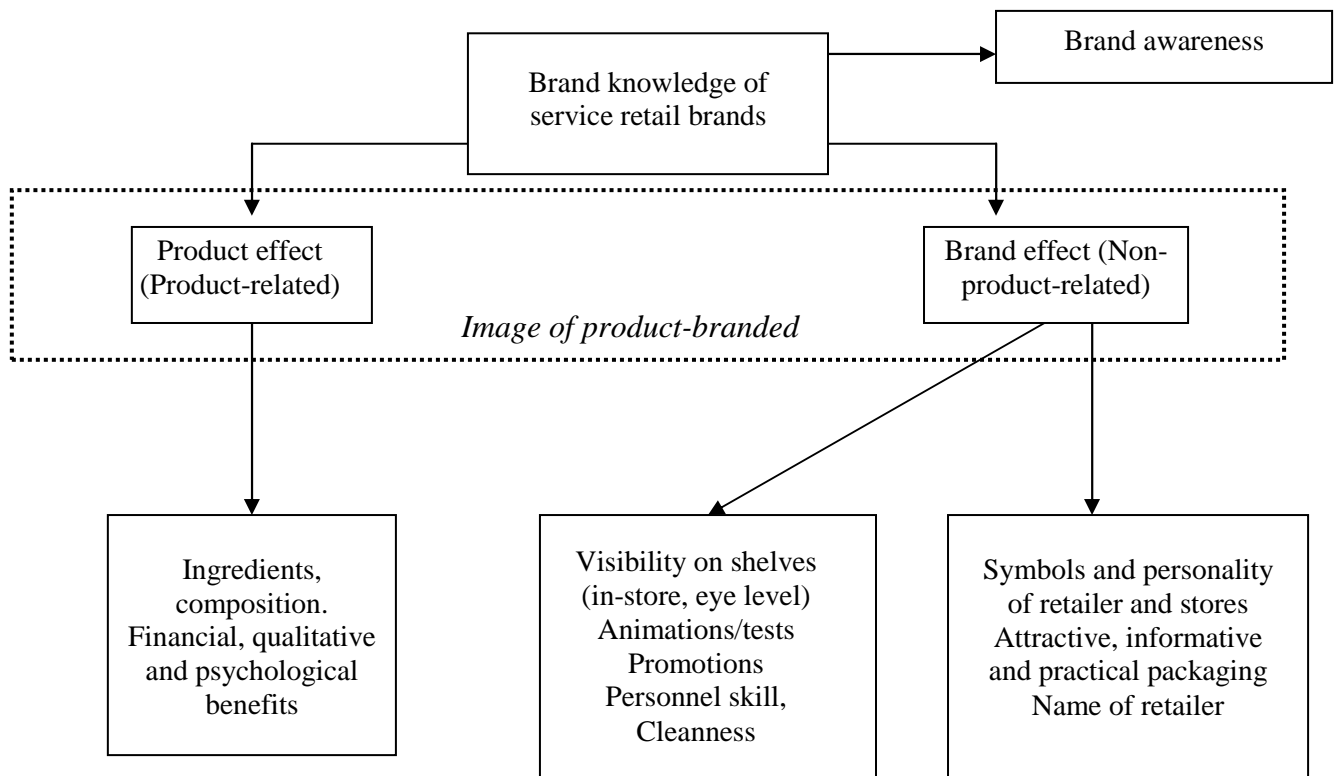 Brand awareness
Brand knowledge of
service retail brands
Product effect
(Product-related)
Brand effect (Non-
product-related)
Image of product-branded
Ingredients,
composition.
Financial, qualitative
and psychological
benefits
Visibility on shelves
(in-store, eye level)
Animations/tests
Promotions
Personnel skill,
Cleanness
Symbols and personality
of retailer and stores
Attractive, informative
and practical packaging
Name of retailer